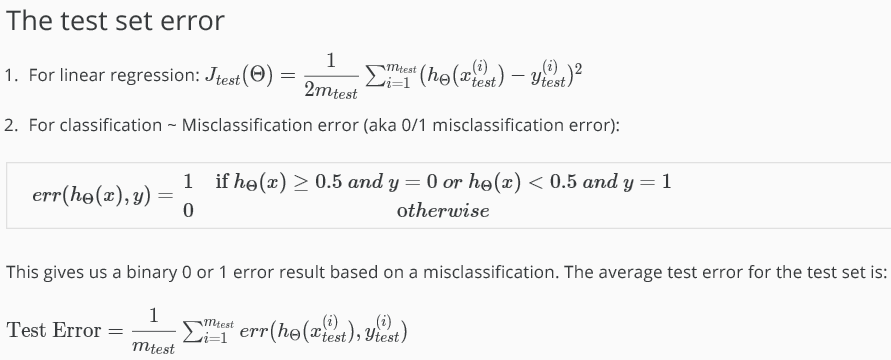 The test set error
1. For linear regression: $J_{test}(\Theta) = \frac{1}{2m_{test}} \sum_{i=1}^{m_{test}} (h_\Theta(x_{test}^{(i)}) - y_{test}^{(i)})^2$
2. For classification ~ Misclassification error (aka 0/1 misclassification error):
$err(h_\Theta(x), y) = \begin{matrix} 1 & \text{if } h_\Theta(x) \geq 0.5 \ and \ y = 0 \ or \ h_\Theta(x) < 0.5 \ and \ y = 1 \\ 0 & otherwise \end{matrix}$
This gives us a binary 0 or 1 error result based on a misclassification. The average test error for the test set is:
$\text{Test Error} = \frac{1}{m_{test}} \sum_{i=1}^{m_{test}} err(h_\Theta(x_{test}^{(i)}), y_{test}^{(i)})$